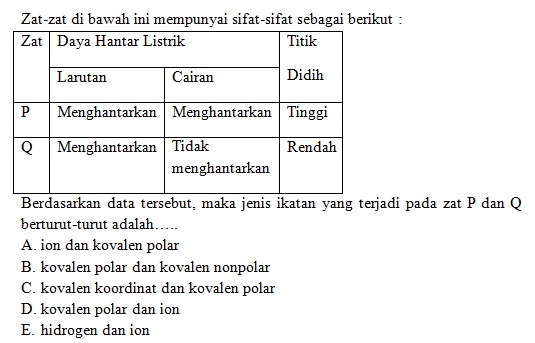 Zat-zat di bawah ini mempunyai sifat-sifat sebagai berikut :
Zat Daya Hantar Listrik Titik
Larutan Cairan Didih
P Menghantarkan Menghantarkan Tinggi
Q Menghantarkan Tidak Rendah
menghantarkan
Berdasarkan data tersebut, maka jenis ikatan yang terjadi pada zat P dan Q
berturut-turut adalah…..
A. ion dan kovalen polar
B. kovalen polar dan kovalen nonpolar
C. kovalen koordinat dan kovalen polar
D. kovalen polar dan ion
E. hidrogen dan ion